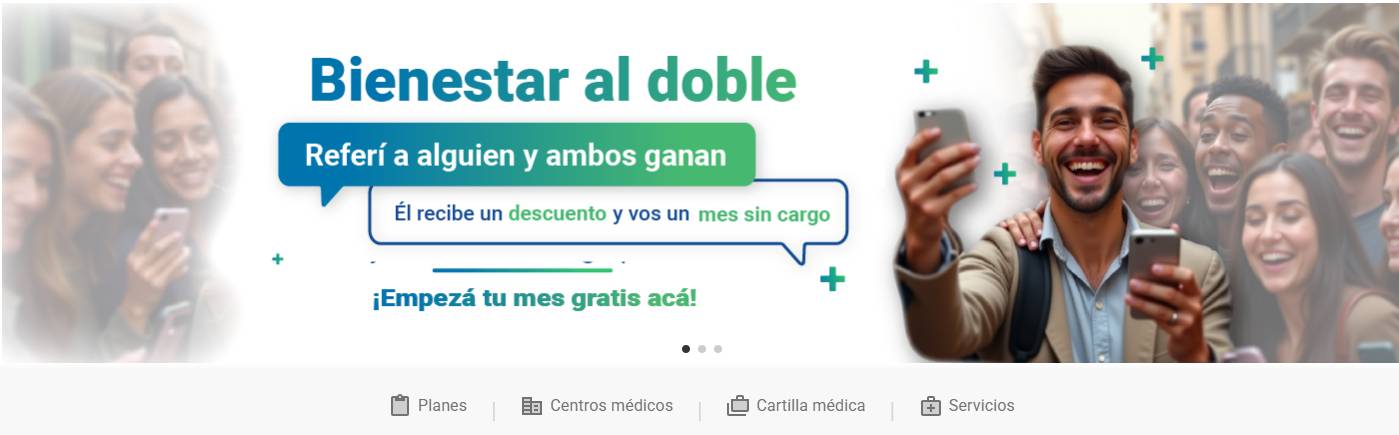 Bienestar al doble
Referí a alguien y ambos ganan
Él recibe un descuento y vos un mes sin cargo
¡Empezá tu mes gratis acá!
Planes
Centros médicos
Cartilla médica
Servicios